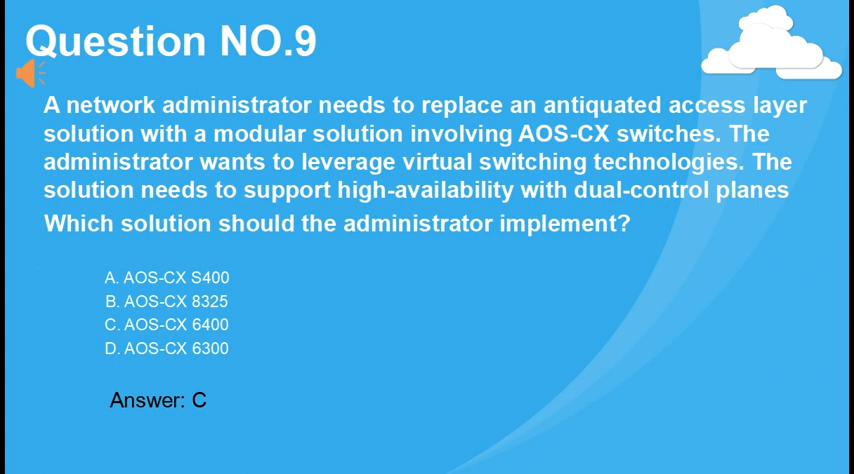 Question NO.9
A network administrator needs to replace an antiquated access layer
solution with a modular solution involving AOS-CX switches. The
administrator wants to leverage virtual switching technologies. The
solution needs to support high-availability with dual-control planes
Which solution should the administrator implement?
A. AOS-CX S400
B. AOS-CX 8325
C. AOS-CX 6400
D. AOS-CX 6300
Answer: C